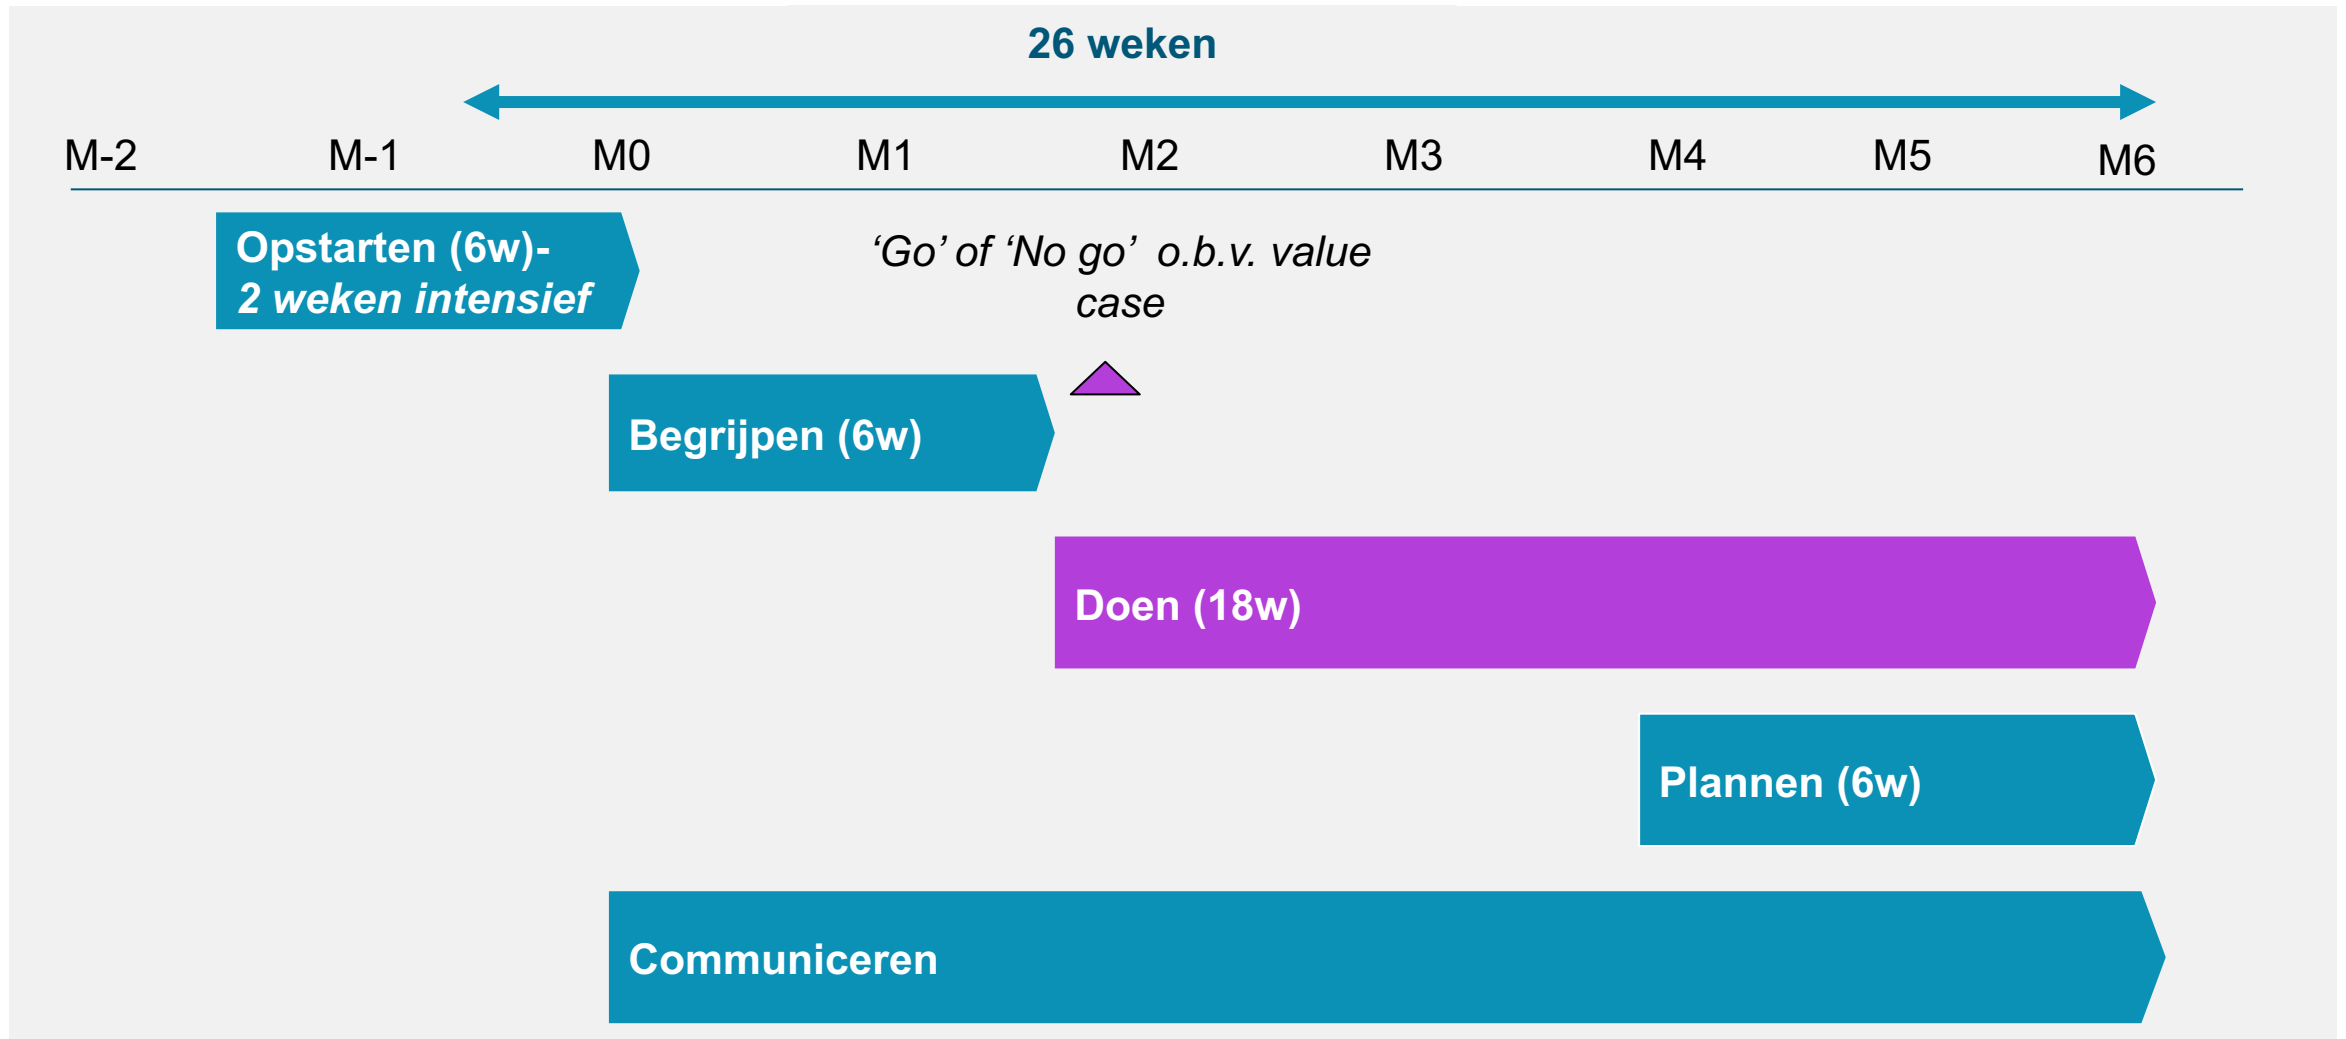 26 weken
M-2 M-1 M0 M1 M2 M3 M4 M5 M6
Opstarten (6w)-
2 weken intensief
‘Go’ of ‘No go’ o.b.v. value
case
Begrijpen (6w)
Doen (18w)
Plannen (6w)
Communiceren